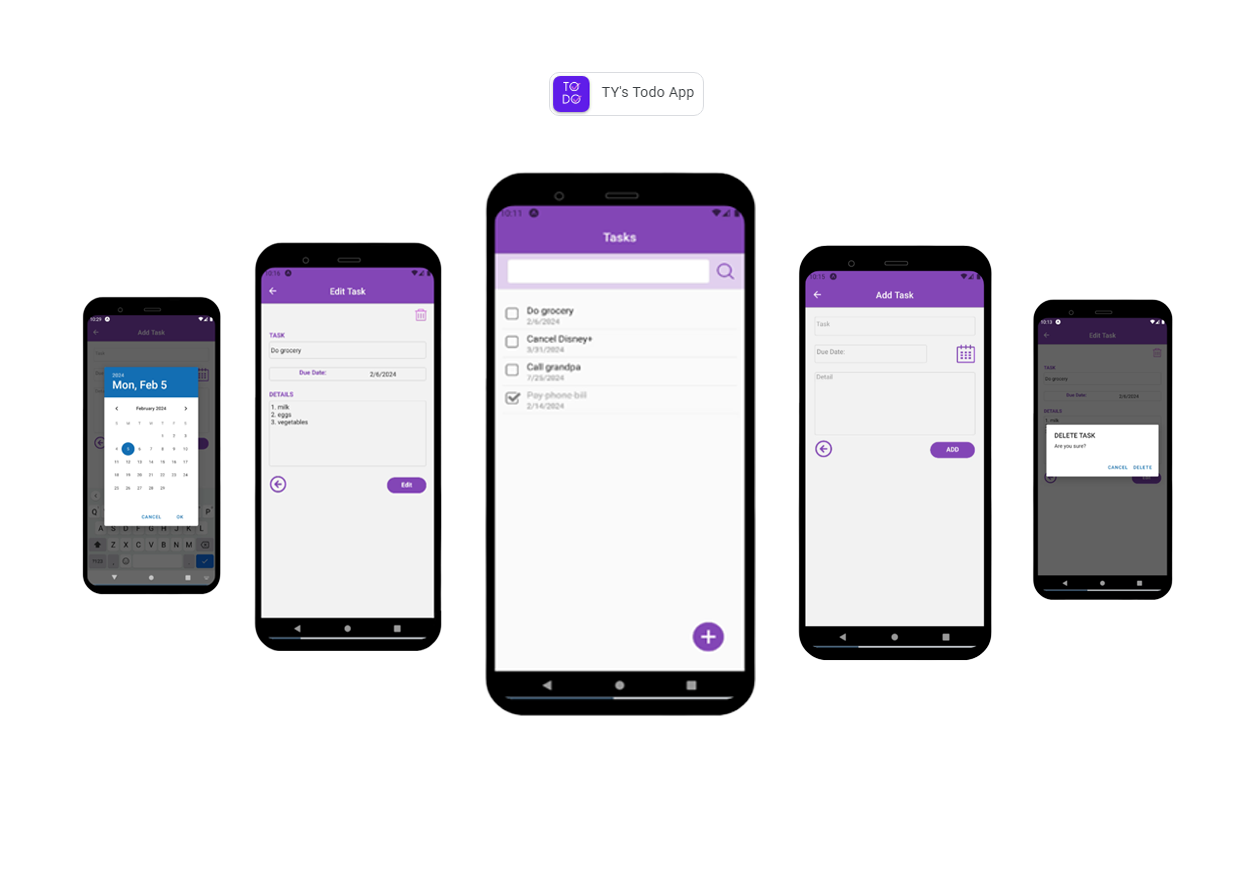 TO
DO
TY's Todo App
10:29
Add Task
2024
Mon, Feb 5
February 2024
S M T W T F S
1 2 3
4 5 6 7 8 9 10
11 12 13 14 15 16 17
18 19 20 21 22 23 24
25 26 27 28 29
CANCEL OK
Q P
A S D F G H J K L
Z X C V B N M
?123 , .
10:16
Edit Task
TASK
Do grocery
Due Date: 2/6/2024
DETAILS
1. milk
2. eggs
3. vegetables
Edit
10:11
Tasks
Do grocery
2/6/2024
Cancel Disney+
3/31/2024
Call grandpa
7/25/2024
Pay phone bill
2/14/2024
10:15
Add Task
Task
Due Date:
Detail
ADD
10:13
Edit Task
TASK
Do grocery
Due Date: 2/6/2024
DETAILS
1. milk
DELETE TASK
Are you sure?
CANCEL DELETE
Edit